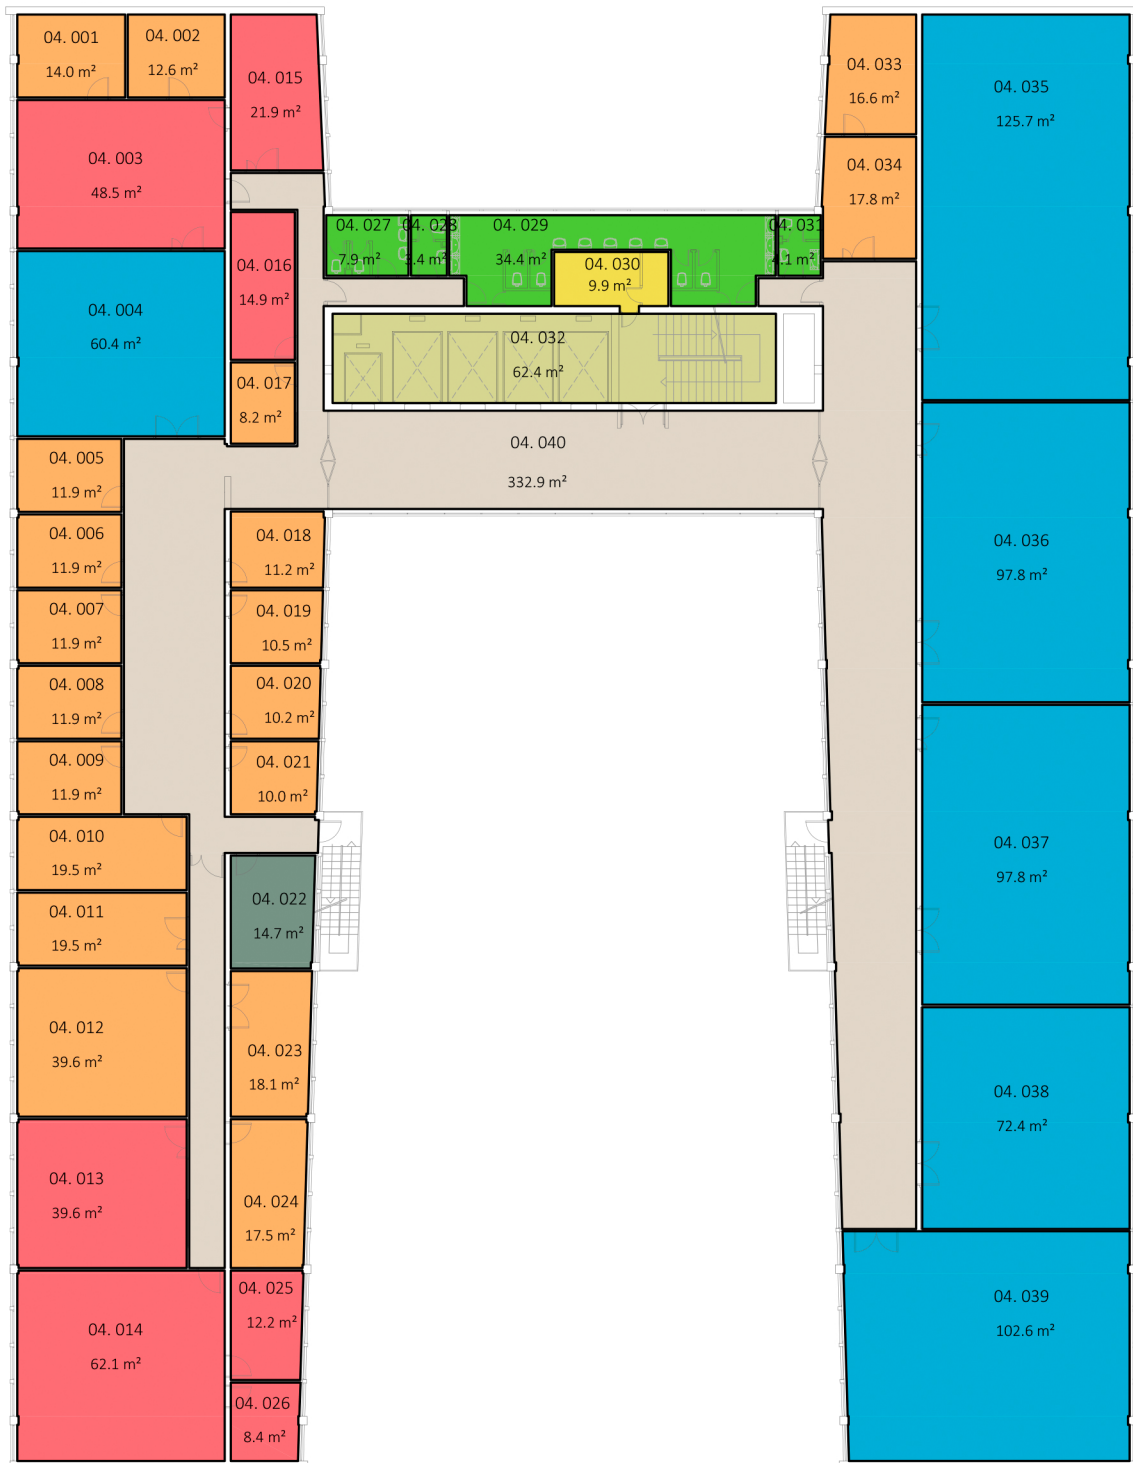 04. 001
14.0 m²
04. 002
12.6 m²
04. 003
48.5 m²
04. 004
60.4 m²
04. 005
11.9 m²
04. 006
11.9 m²
04. 007
11.9 m²
04. 008
11.9 m²
04. 009
11.9 m²
04. 010
19.5 m²
04. 011
19.5 m²
04. 012
39.6 m²
04. 013
39.6 m²
04. 014
62.1 m²
04. 015
21.9 m²
04. 016
14.9 m²
04. 017
8.2 m²
04. 018
11.2 m²
04. 019
10.5 m²
04. 020
10.2 m²
04. 021
10.0 m²
04. 022
14.7 m²
04. 023
18.1 m²
04. 024
17.5 m²
04. 025
12.2 m²
04. 026
8.4 m²
04. 027
7.9 m²
04. 028
.4 m²
04. 029
34.4 m²
04. 030
9.9 m²
04. 031
4.1 m²
04. 032
62.4 m²
04. 033
16.6 m²
04. 034
17.8 m²
04. 035
125.7 m²
04. 036
97.8 m²
04. 037
97.8 m²
04. 038
72.4 m²
04. 039
102.6 m²
04. 040
332.9 m²